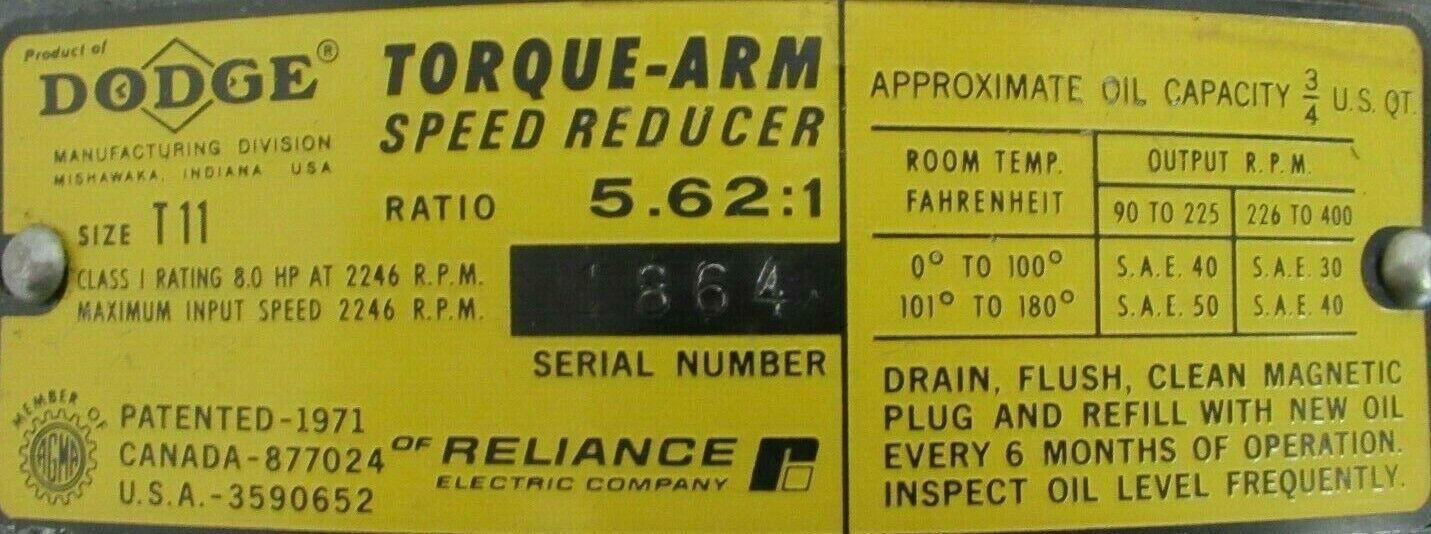 Product of
DODGE®
MANUFACTURING DIVISION
MISHAWAKA, INDIANA USA
TORQUE-ARM
SPEED REDUCER
RATIO 5.62:1
SIZE T11
CLASS I RATING 8.0 HP AT 2246 R.P.M.
MAXIMUM INPUT SPEED 2246 R.P.M.
1864
SERIAL NUMBER
MEMBER OF
AGMA
PATENTED-1971
CANADA-877024
U.S.A.-3590652
OF RELIANCE
ELECTRIC COMPANY
APPROXIMATE OIL CAPACITY 3/4 U.S. QT.
ROOM TEMP. FAHRENHEIT
OUTPUT R.P.M.
90 TO 225 226 TO 400
0° TO 100° S.A.E. 40 S.A.E. 30
101° TO 180° S.A.E. 50 S.A.E. 40
DRAIN, FLUSH, CLEAN MAGNETIC
PLUG AND REFILL WITH NEW OIL
EVERY 6 MONTHS OF OPERATION.
INSPECT OIL LEVEL FREQUENTLY.